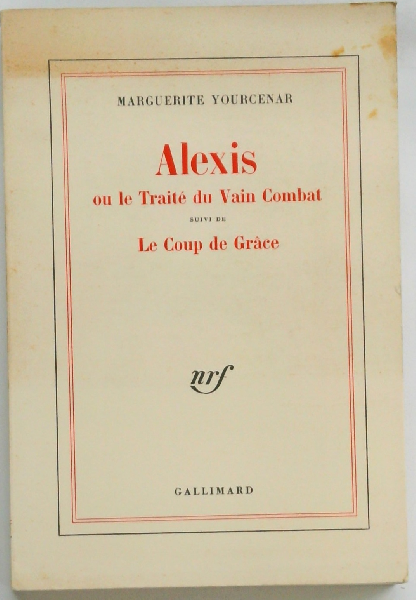 MARGUERITE YOURCENAR
Alexis
ou le Traité du Vain Combat
SUIVI DE
Le Coup de Grâce
nrf
GALLIMARD